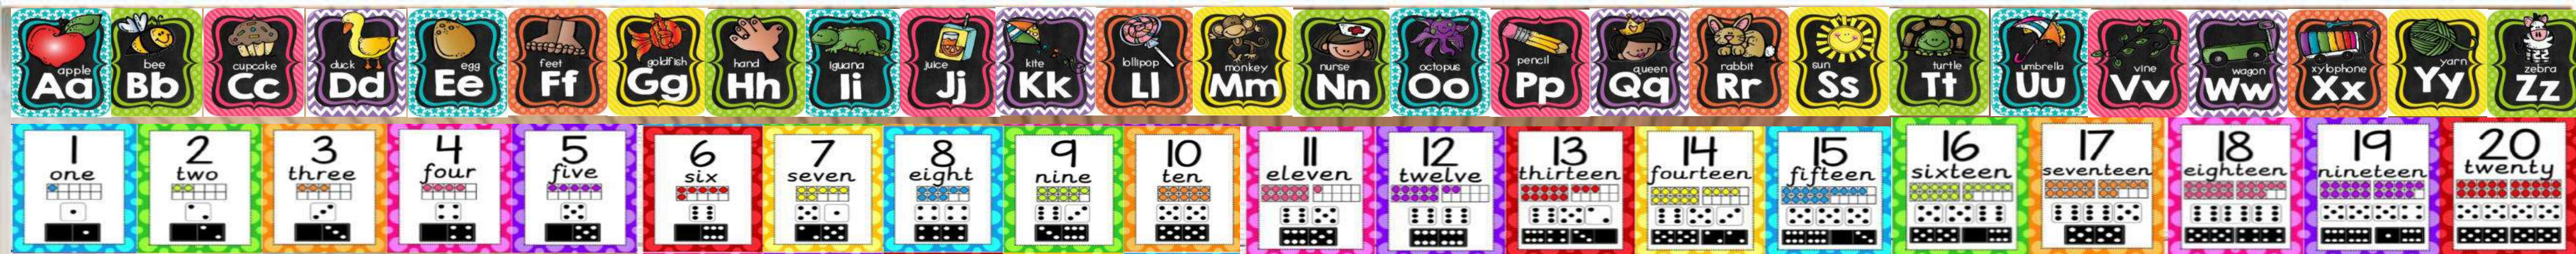 apple bee cupcake duck egg feet goldfish hand Iguana juice kite lollipop monkey nurse octopus pencil queen rabbit sun turtle umbrella vine wagon xylophone yarn zebra
Aa Bb Cc Dd Ee Ff Gg Hh Ii Jj Kk Ll Mm Nn Oo Pp Qq Rr Ss Tt Uu Vv Ww Xx Yy Zz
1 2 3 4 5 6 7 8 9 10 11 12 13 14 15 16 17 18 19 20
one two three four five six seven eight nine ten eleven twelve thirteen fourteen fifteen sixteen seventeen eighteen nineteen twenty